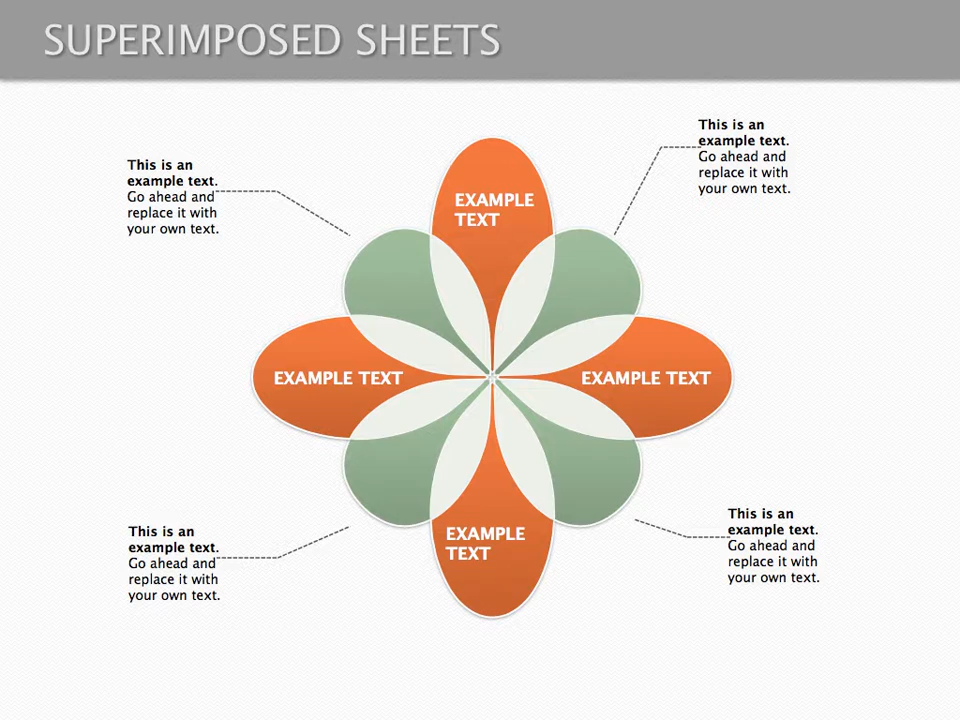 SUPERIMPOSED SHEETS
This is an
example text.
Go ahead and
replace it with
your own text.
This is an
example text.
Go ahead and
replace it with
your own text.
EXAMPLE
TEXT
EXAMPLE TEXT
EXAMPLE TEXT
EXAMPLE
TEXT
This is an
example text.
Go ahead and
replace it with
your own text.
This is an
example text.
Go ahead and
replace it with
your own text.